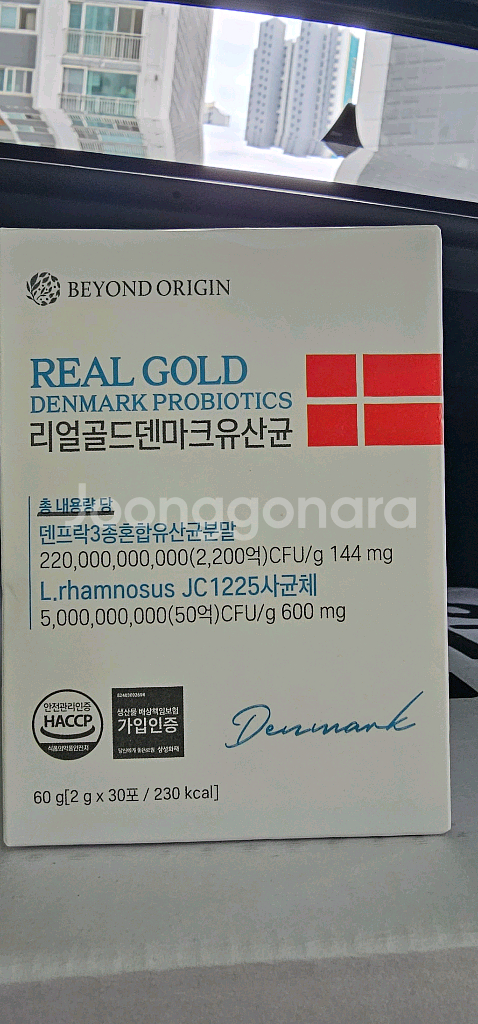 BEYOND ORIGIN
REAL GOLD
DENMARK PROBIOTICS
리얼골드덴마크유산균
총 내용량 당
Joonggonara
덴프락3종혼합유산균분말
220,000,000,000(2,200억)CFU/g 144 mg
L.rhamnosus JC1225사균체
5,000,000,000(50억)CFU/g 600 mg
안전관리인증
HACCP
식품의약품안전처
생산물 배상책임보험
가입인증
삼성화재
Denmark
60 g[2 g x 30포 / 230 kcal]